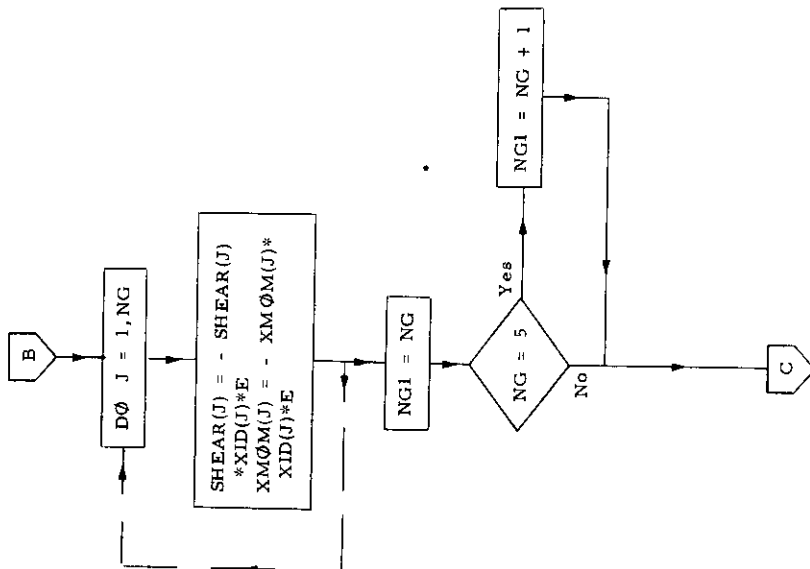 B
DØ J = 1,NG
SHEAR(J) = - SHEAR(J)
*XID(J)*E
XMØM(J) = - XMØM(J)*
XID(J)*E
NG1 = NG
NG = 5
Yes
No
NG1 = NG + 1
C